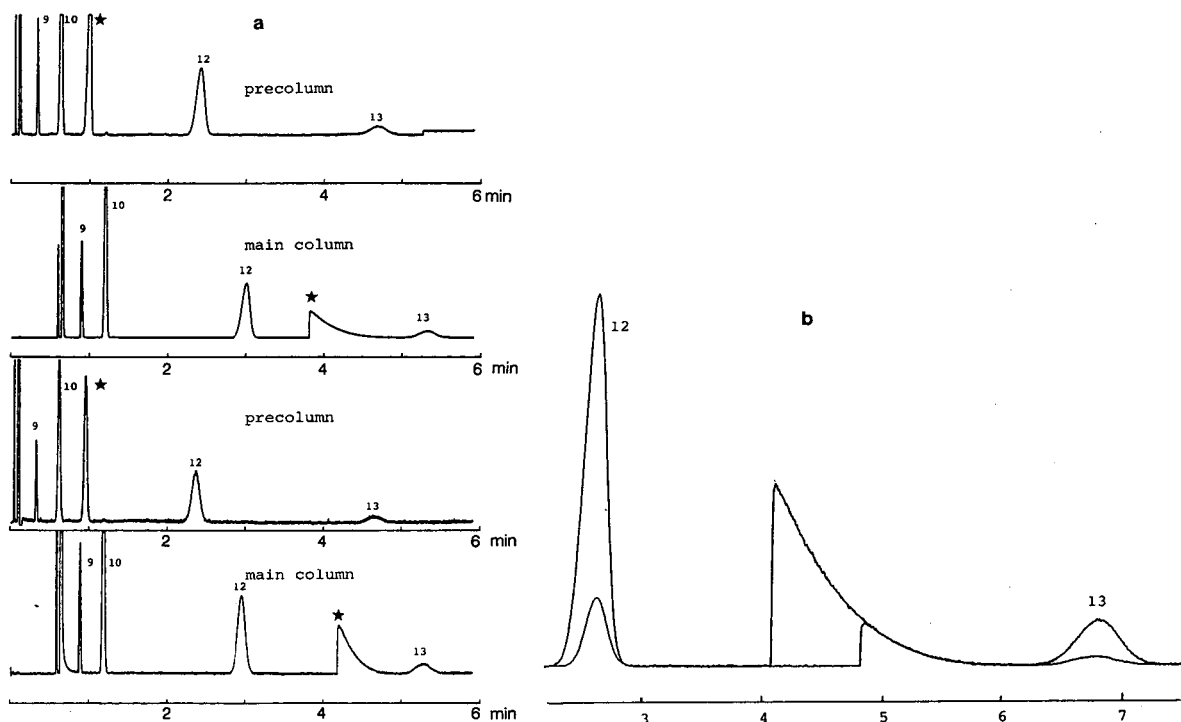 a
9 10 ★ 12 13
precolumn
2 4 6 min
9 10 12 ★ 13
main column
2 4 6 min
9 10 ★ 12 13
precolumn
2 4 6 min
9 10 12 ★ 13
main column
2 4 6 min
b
12 13
3 4 5 6 7